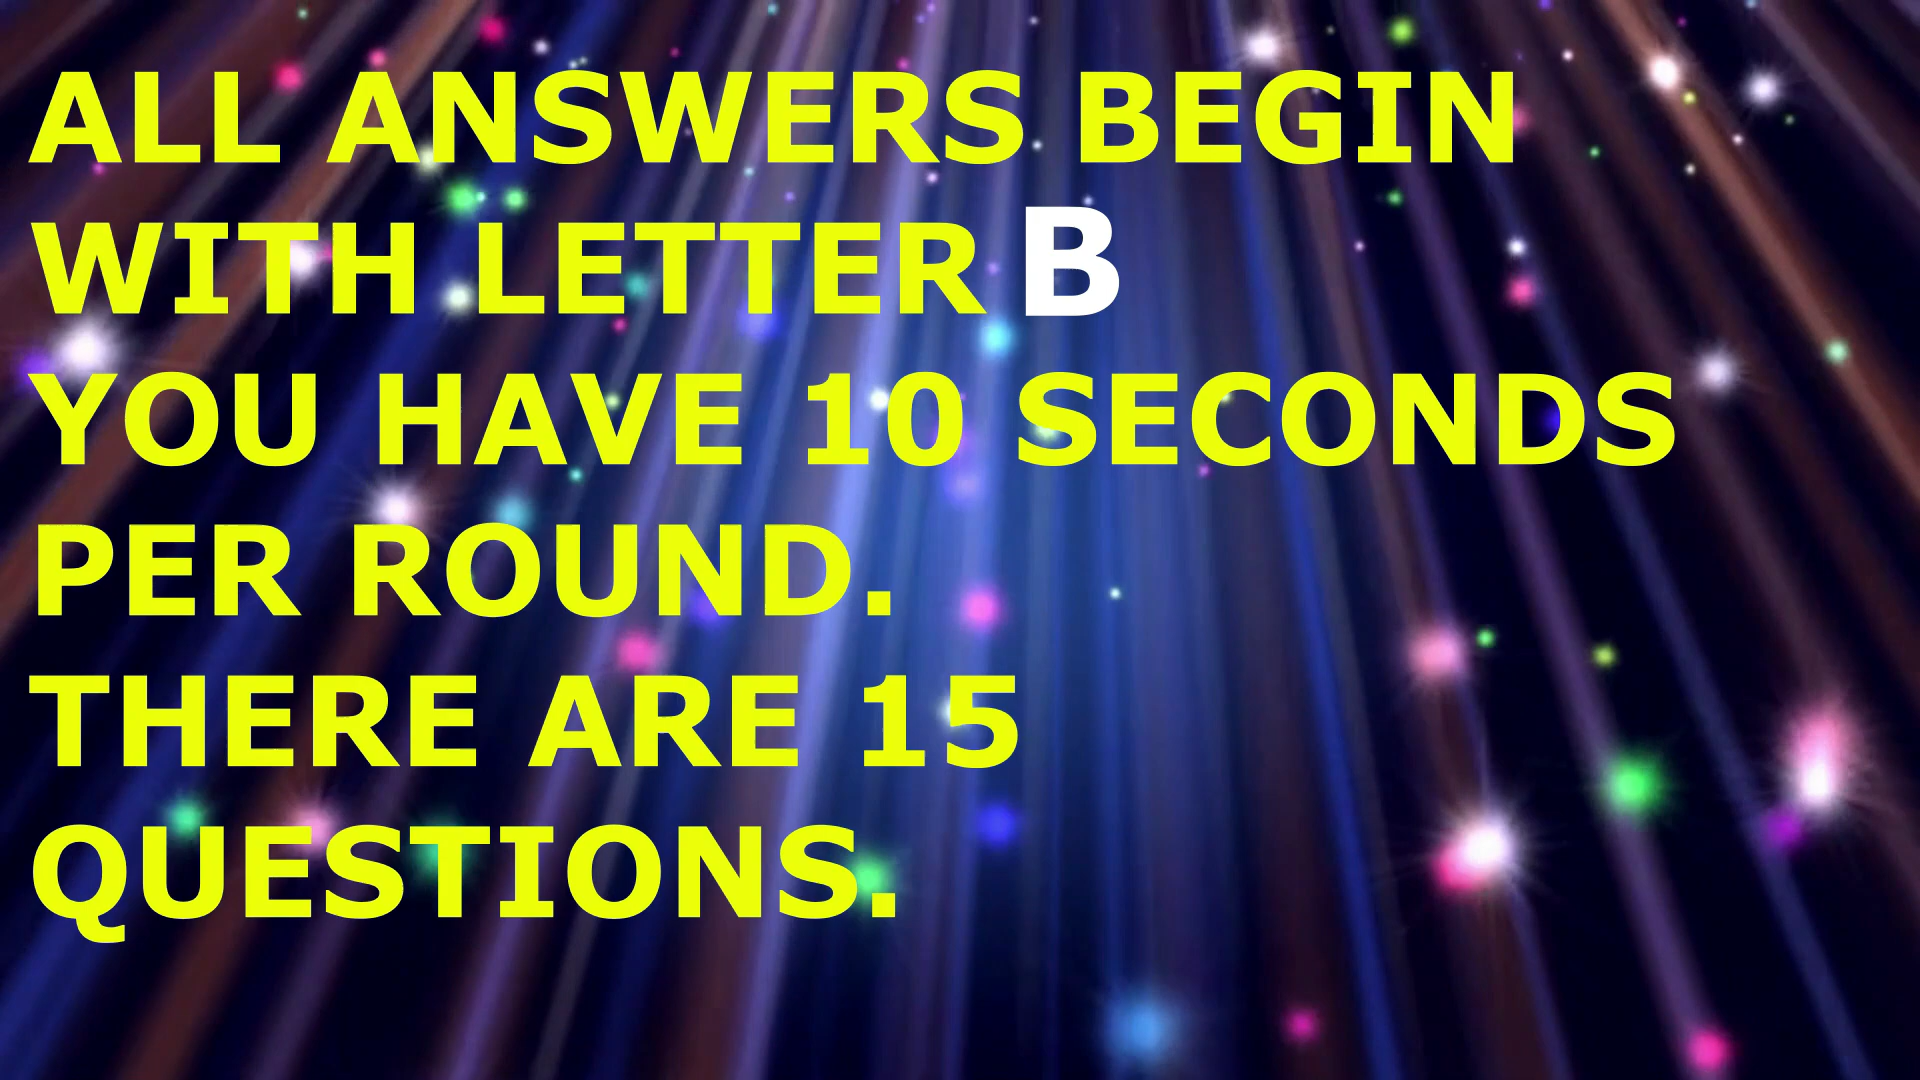 ALL ANSWERS BEGIN
WITH LETTER B
YOU HAVE 10 SECONDS
PER ROUND.
THERE ARE 15
QUESTIONS.